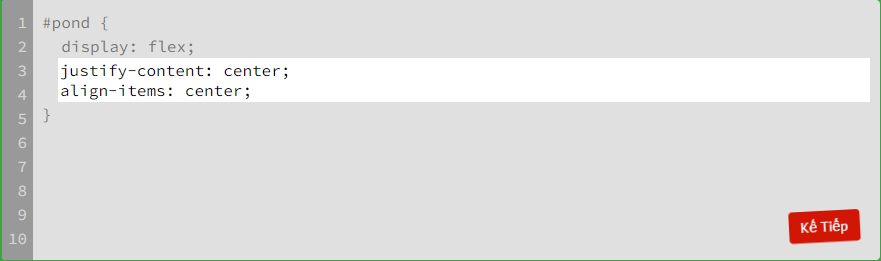 1 #pond {
2 display: flex;
3 justify-content: center;
4 align-items: center;
5 }
6
7
8
9
10
Kế Tiếp